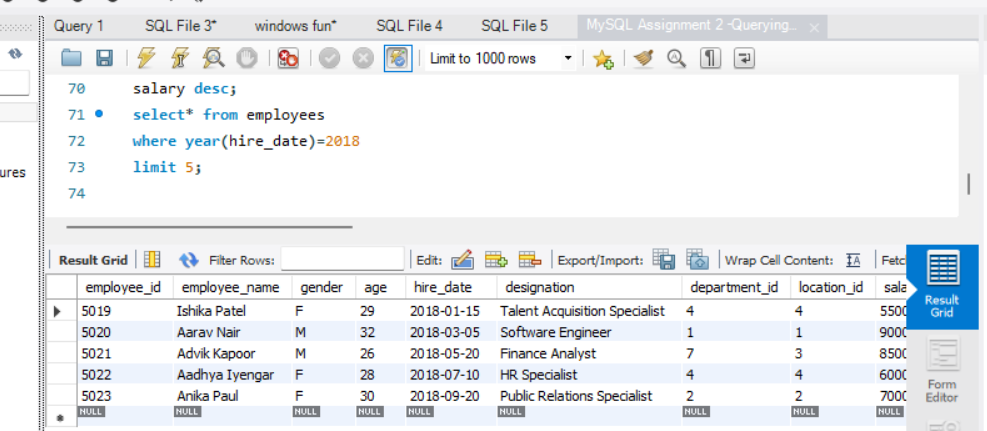 Query 1 SQL File 3* windows fun* SQL File 4 SQL File 5 MySQL Assignment 2 -Querying...
Limit to 1000 rows
70 salary desc;
71 select* from employees
72 where year(hire_date)=2018
73 limit 5;
74
ures
Result Grid Filter Rows: Edit: Export/Import: Wrap Cell Content: IA Fetc
employee_id employee_name gender age hire_date designation department_id location_id sala
5019 Ishika Patel F 29 2018-01-15 Talent Acquisition Specialist 4 4 5500
5020 Aarav Nair M 32 2018-03-05 Software Engineer 1 1 9000
5021 Advik Kapoor M 26 2018-05-20 Finance Analyst 7 3 8500
5022 Aadhya Iyengar F 28 2018-07-10 HR Specialist 4 4 6000
5023 Anika Paul F 30 2018-09-20 Public Relations Specialist 2 2 7000
NULL NULL NULL NULL NULL NULL NULL NULL NULL
Result
Grid
Form
Editor